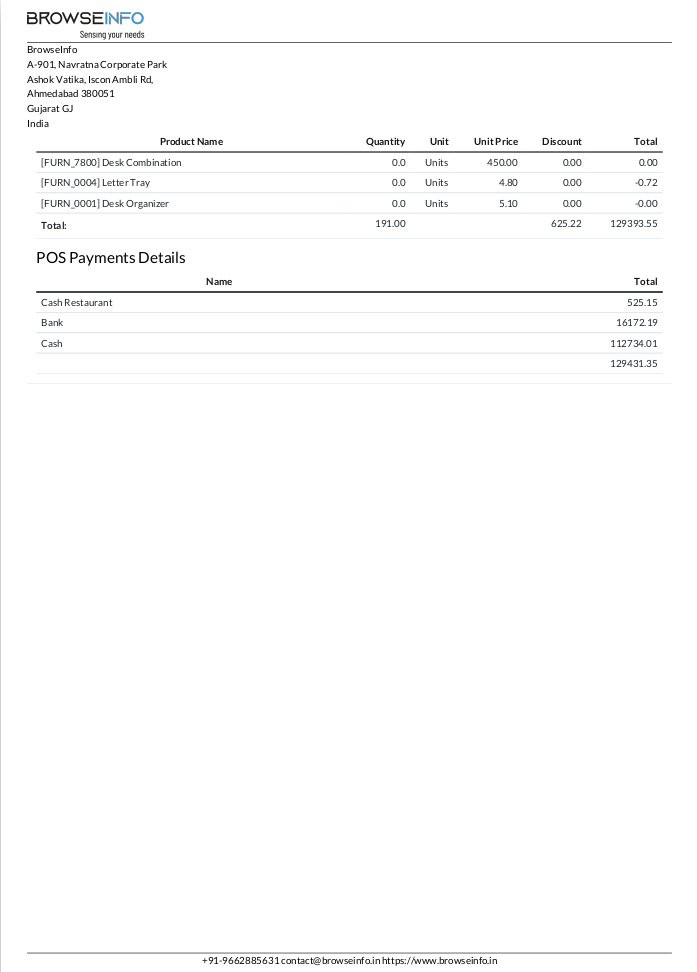 BROWSEINFO
Sensing your needs
BrowseInfo
A-901, Navratna Corporate Park
Ashok Vatika, Iscon Ambli Rd,
Ahmedabad 380051
Gujarat GJ
India
Product Name Quantity Unit Unit Price Discount Total
[FURN_7800] Desk Combination 0.0 Units 450.00 0.00 0.00
[FURN_0004] Letter Tray 0.0 Units 4.80 0.00 -0.72
[FURN_0001] Desk Organizer 0.0 Units 5.10 0.00 -0.00
Total: 191.00 625.22 129393.55
POS Payments Details
Name Total
Cash Restaurant 525.15
Bank 16172.19
Cash 112734.01
129431.35
+91-9662885631 contact@browseinfo.in https://www.browseinfo.in